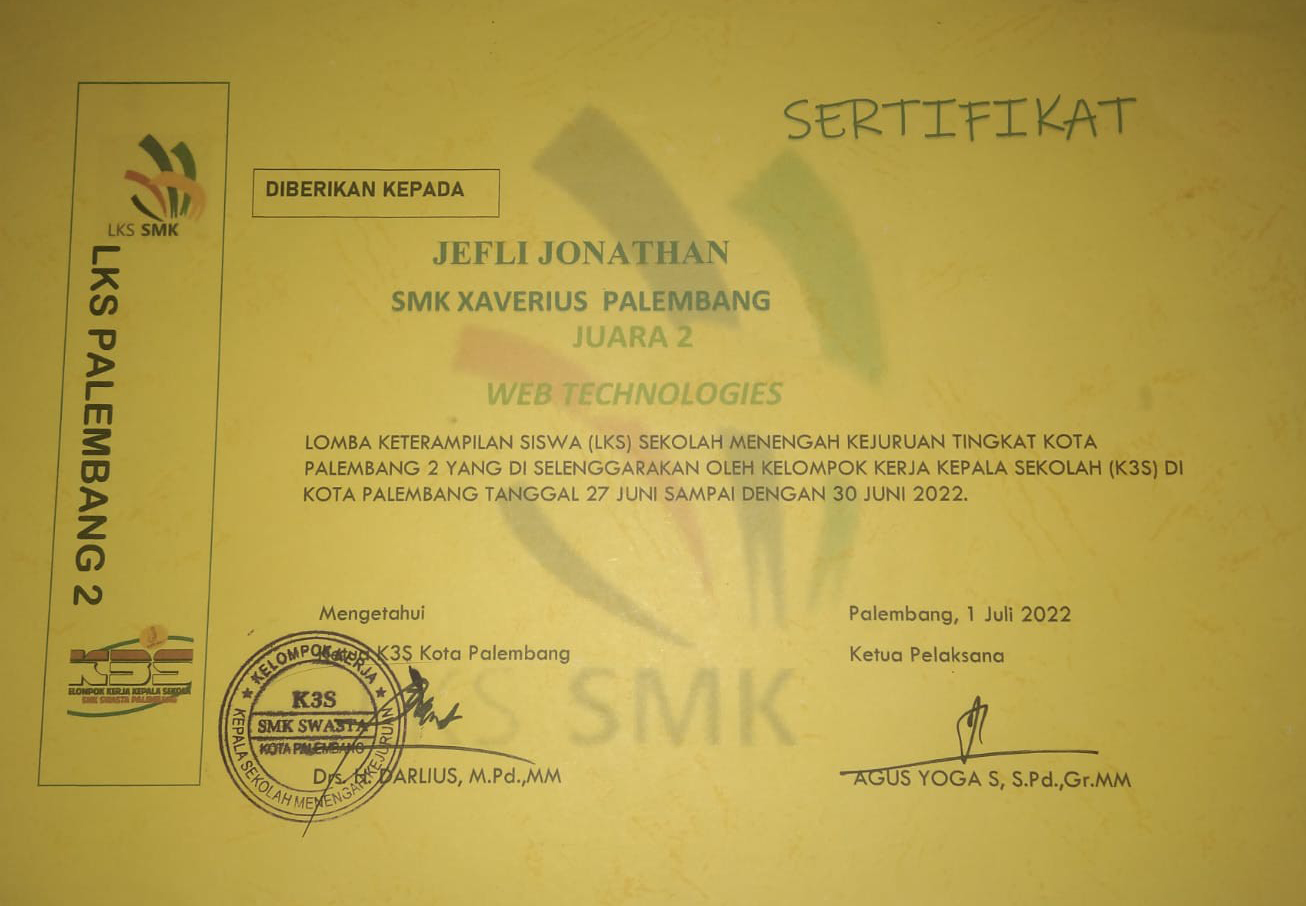 SERTIFIKAT
LKS SMK
LKS PALEMBANG 2
K3S
ELOMPOK KERJA KEPALA SEKOLA
SMK SWASTA PALEMBANG
DIBERIKAN KEPADA
JEFLI JONATHAN
SMK XAVERIUS PALEMBANG
JUARA 2
WEB TECHNOLOGIES
LOMBA KETERAMPILAN SISWA (LKS) SEKOLAH MENENGAH KEJURUAN TINGKAT KOTA
PALEMBANG 2 YANG DI SELENGGARAKAN OLEH KELOMPOK KERJA KEPALA SEKOLAH (K3S) DI
KOTA PALEMBANG TANGGAL 27 JUNI SAMPAI DENGAN 30 JUNI 2022.
Mengetahui
Ketua K3S Kota Palembang
KELOMPOK KERJA
KEPALA SEKOLAH MENENGAH KEJURUAN
K3S
SMK SWASTA
KOTA PALEMBANG
Drs. H. DARLIUS, M.Pd.,MM
Palembang, 1 Juli 2022
Ketua Pelaksana
AGUS YOGA S, S.Pd.,Gr.MM
LKS SMK